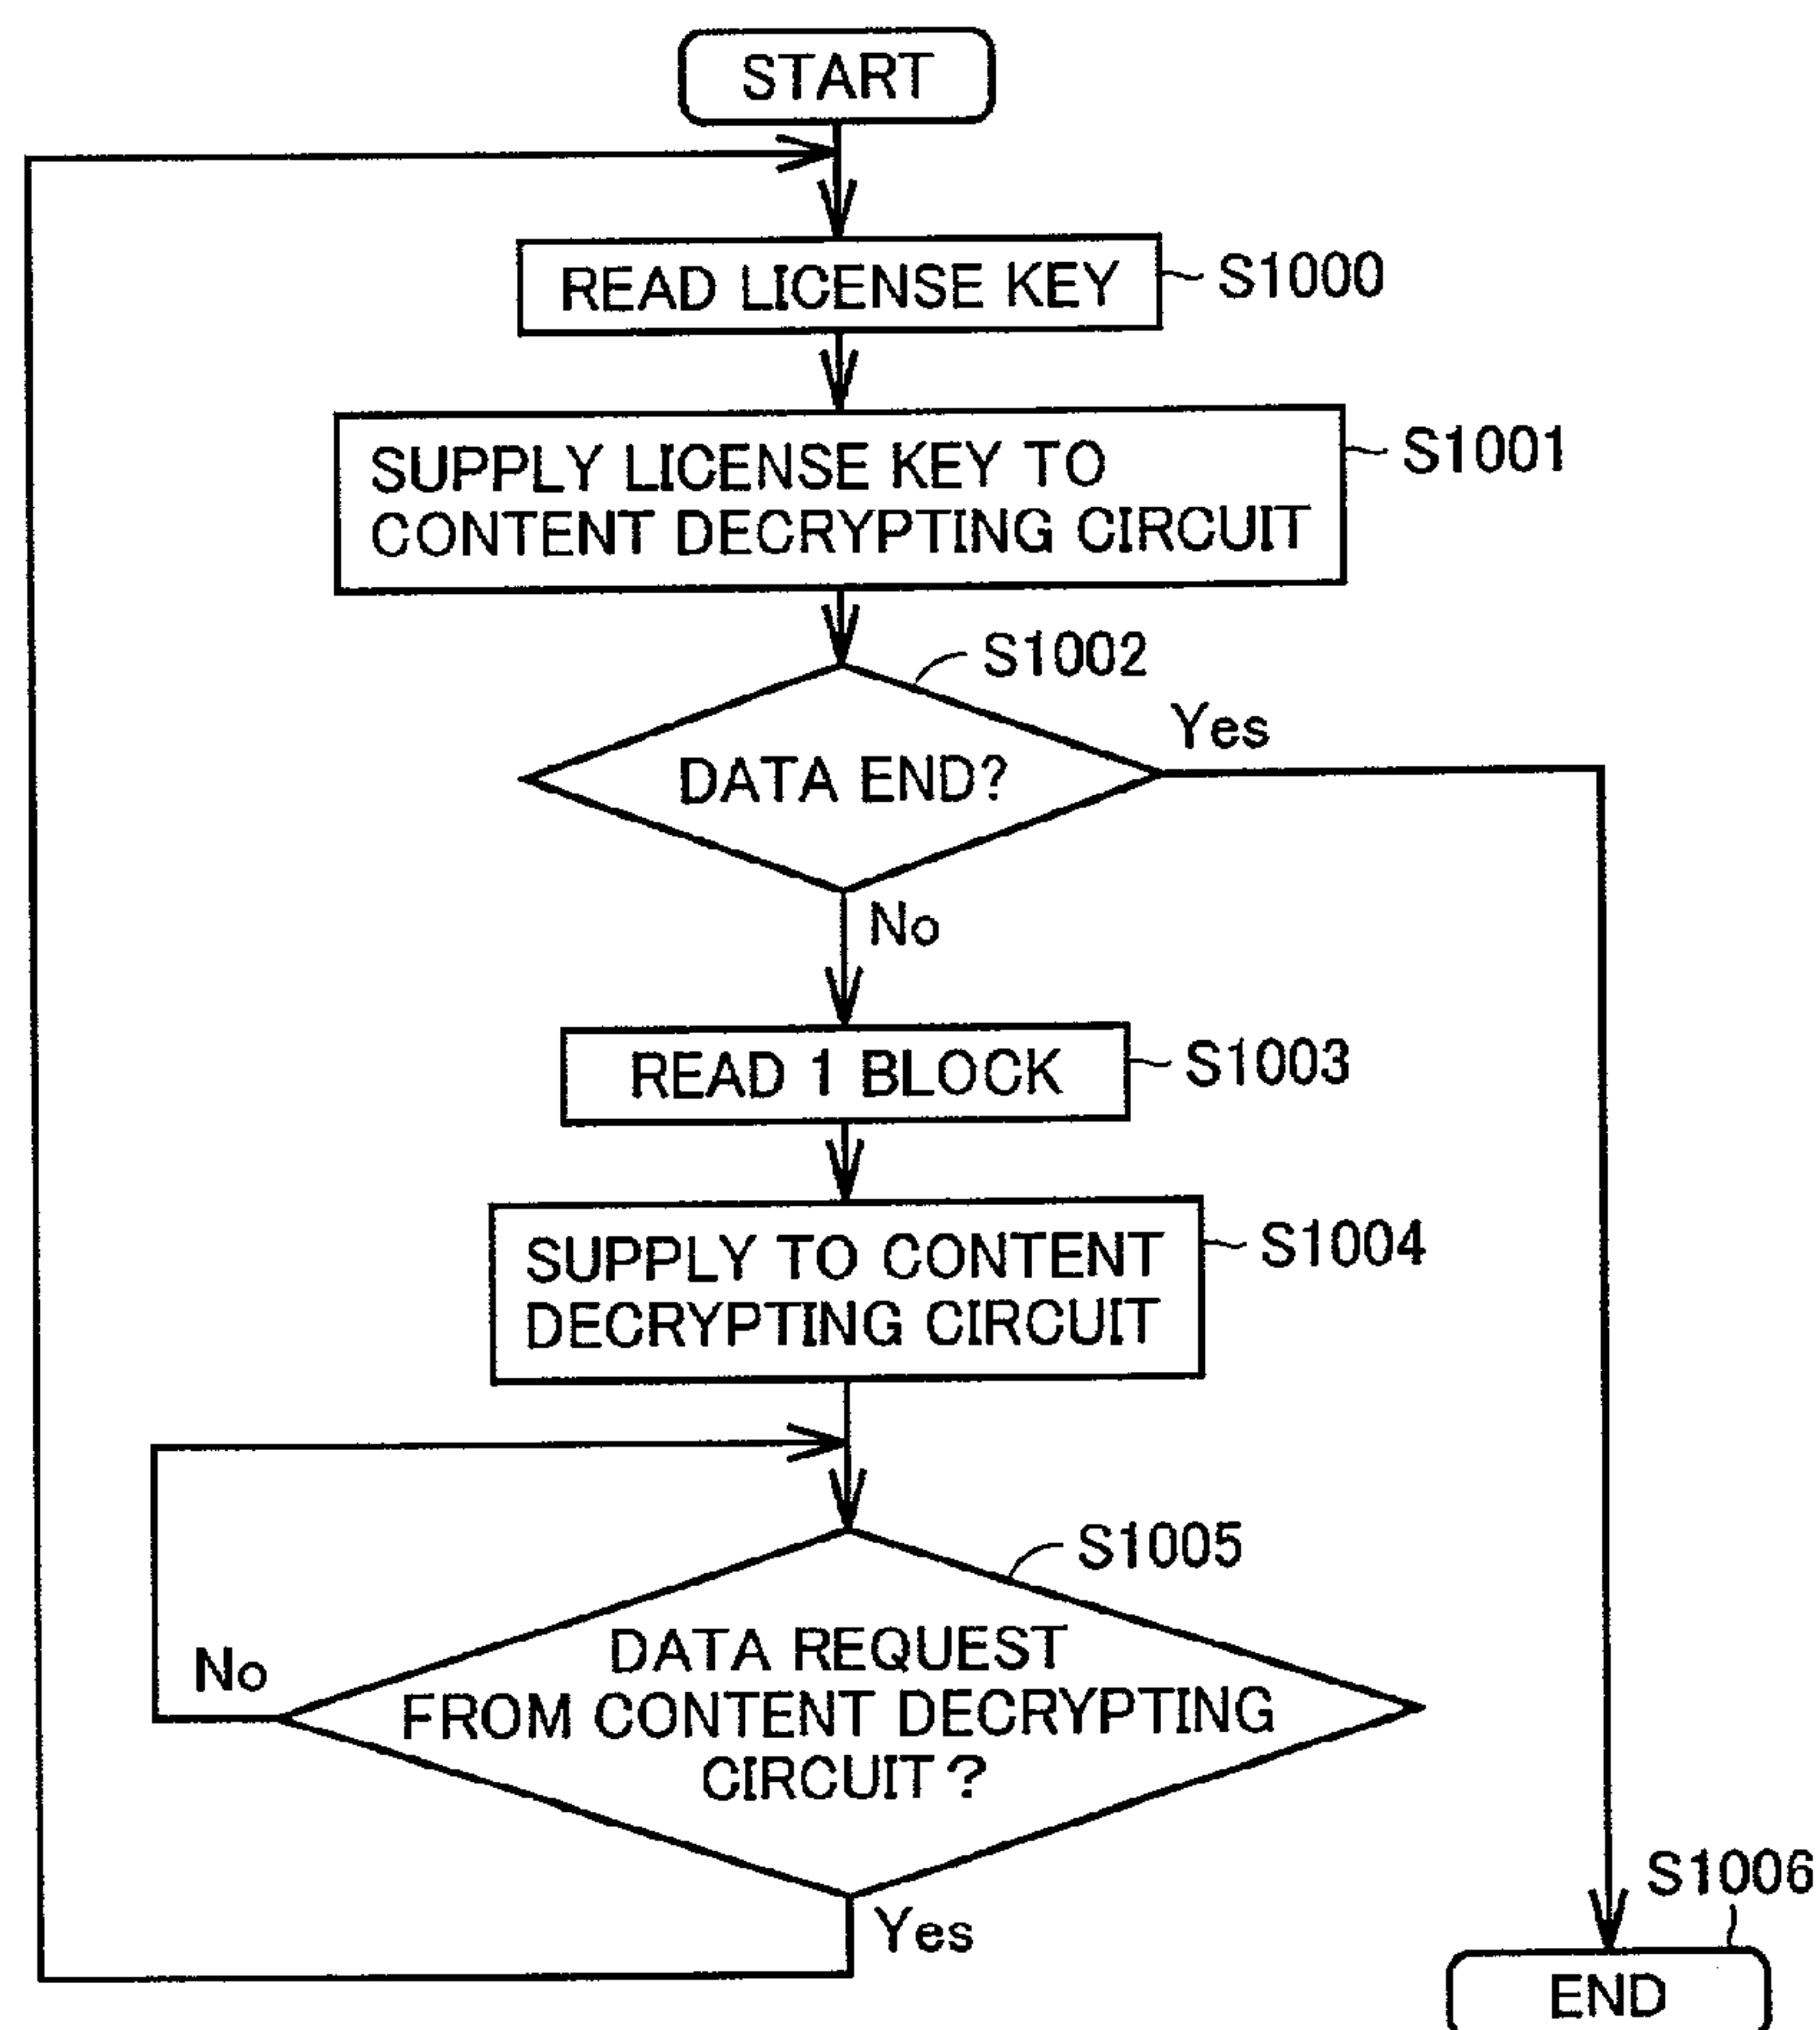 START
READ LICENSE KEY
S1000
SUPPLY LICENSE KEY TO
CONTENT DECRYPTING CIRCUIT
S1001
S1002
DATA END?
Yes
No
READ 1 BLOCK
S1003
SUPPLY TO CONTENT
DECRYPTING CIRCUIT
S1004
S1005
DATA REQUEST
FROM CONTENT DECRYPTING
CIRCUIT ?
No
Yes
S1006
END